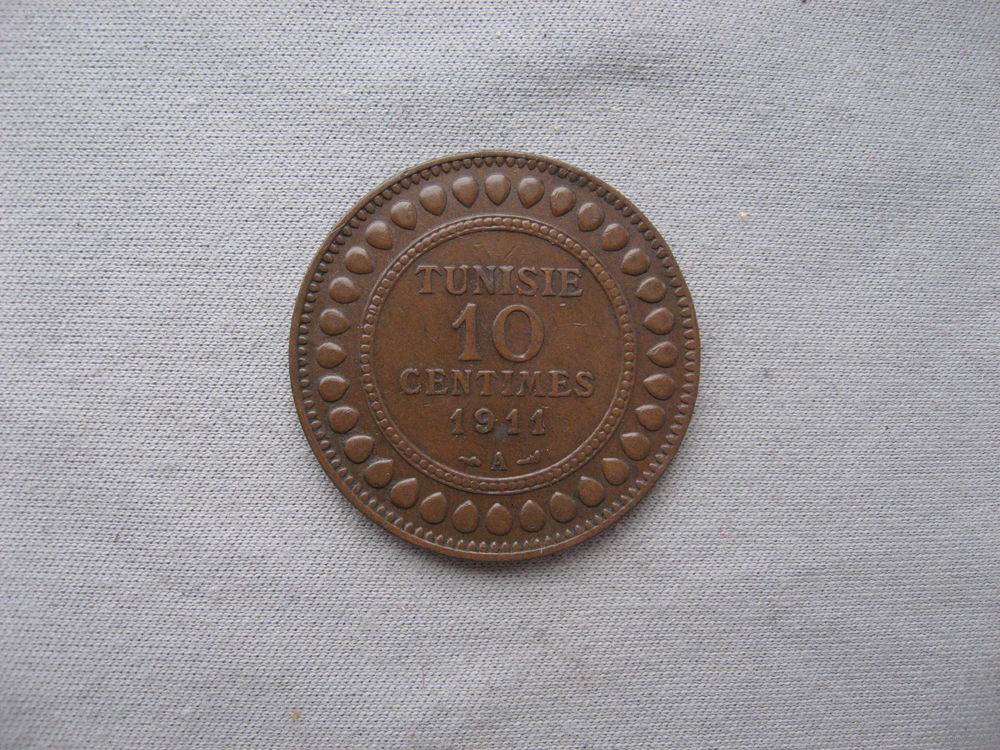 TUNISIE
10
CENTIMES
1911
A